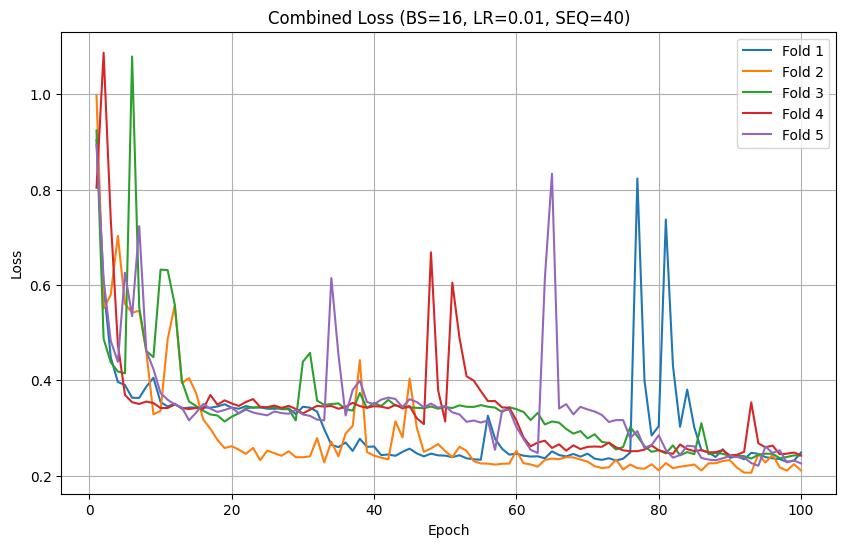 Combined Loss (BS=16, LR=0.01, SEQ=40)
Fold 1
Fold 2
Fold 3
Fold 4
Fold 5
Loss
1.0
0.8
0.6
0.4
0.2
0
20
40
60
80
100
Epoch